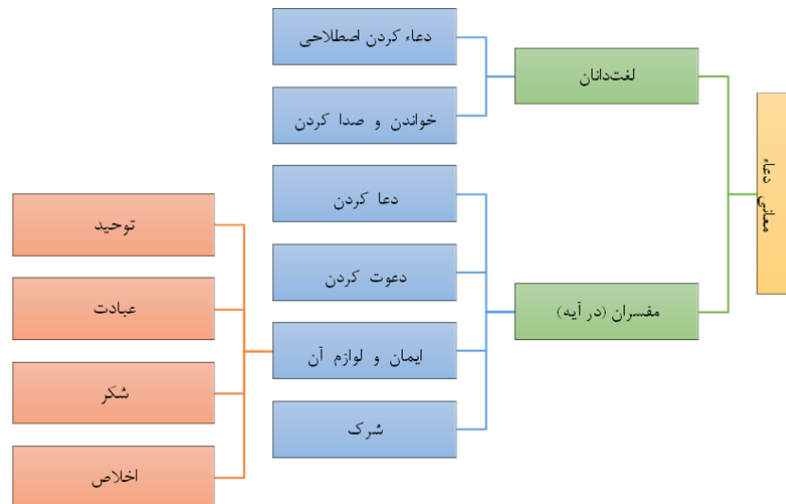 معانی دعاء
لغت‌دانان
دعاء کردن اصطلاحی
خواندن و صدا کردن
مفسران (در آیه)
دعا کردن
دعوت کردن
ایمان و لوازم آن
توحید
عبادت
شکر
اخلاص
شرک